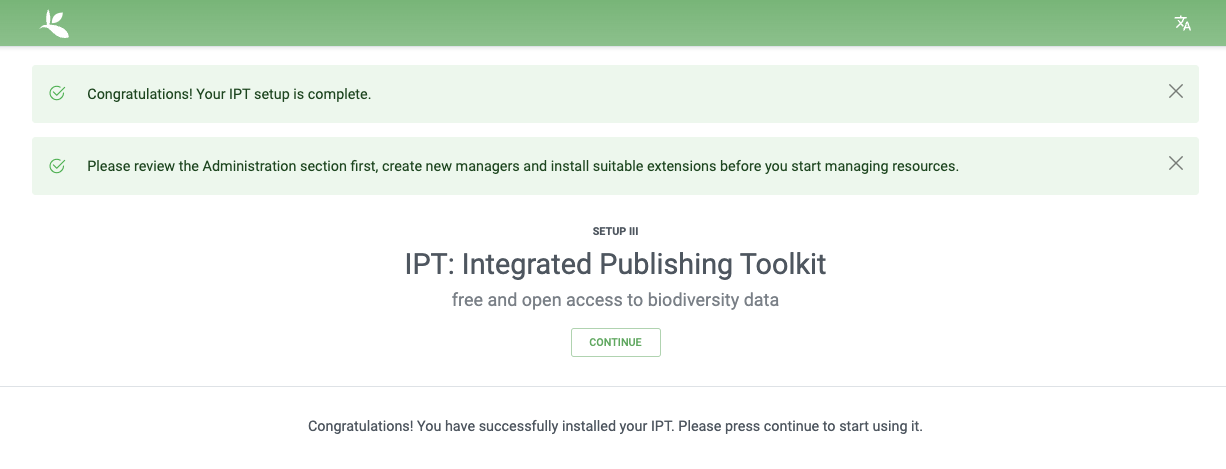 Congratulations! Your IPT setup is complete.
Please review the Administration section first, create new managers and install suitable extensions before you start managing resources.
SETUP III
IPT: Integrated Publishing Toolkit
free and open access to biodiversity data
CONTINUE
Congratulations! You have successfully installed your IPT. Please press continue to start using it.